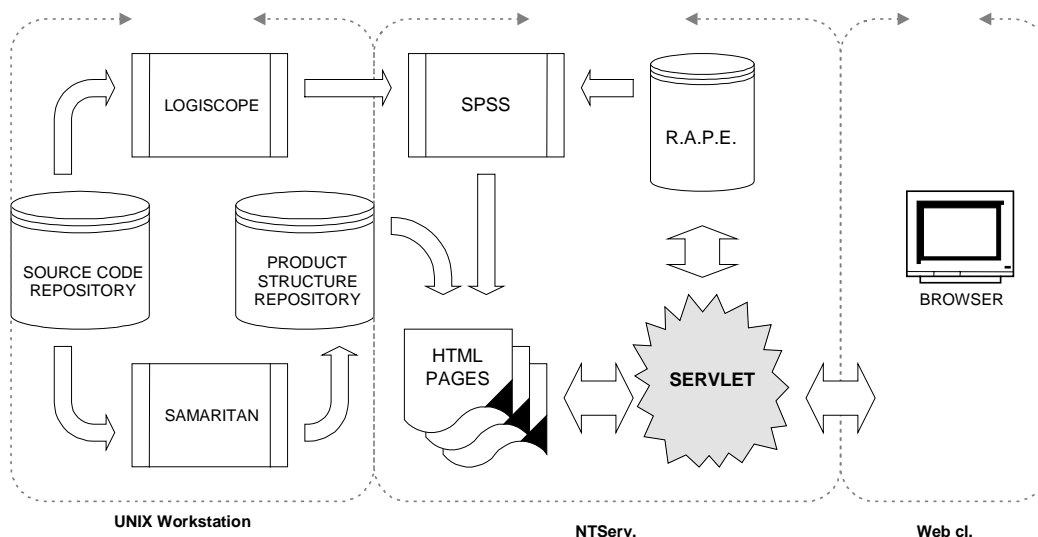 LOGISCOPE
SPSS
R.A.P.E.
SOURCE CODE
REPOSITORY
PRODUCT
STRUCTURE
REPOSITORY
BROWSER
HTML
PAGES
SERVLET
SAMARITAN
UNIX Workstation
NTServ.
Web cl.